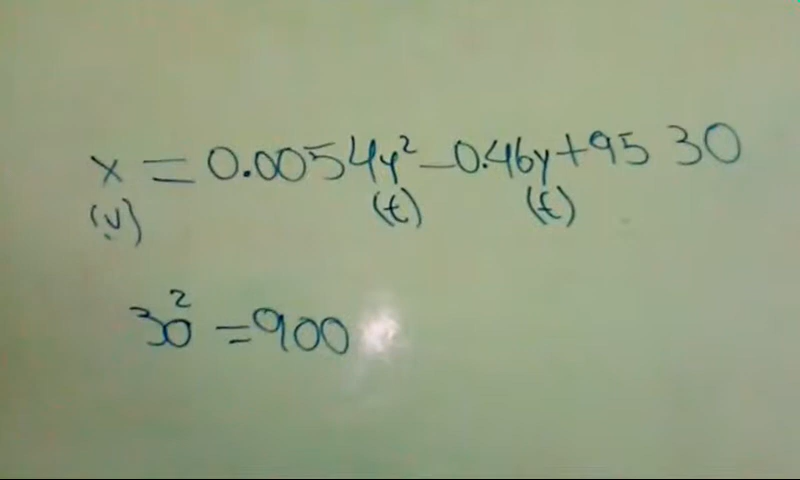 x = 0.0054y² - 0.46y + 95 30
(v) (t) (t)
30² = 900